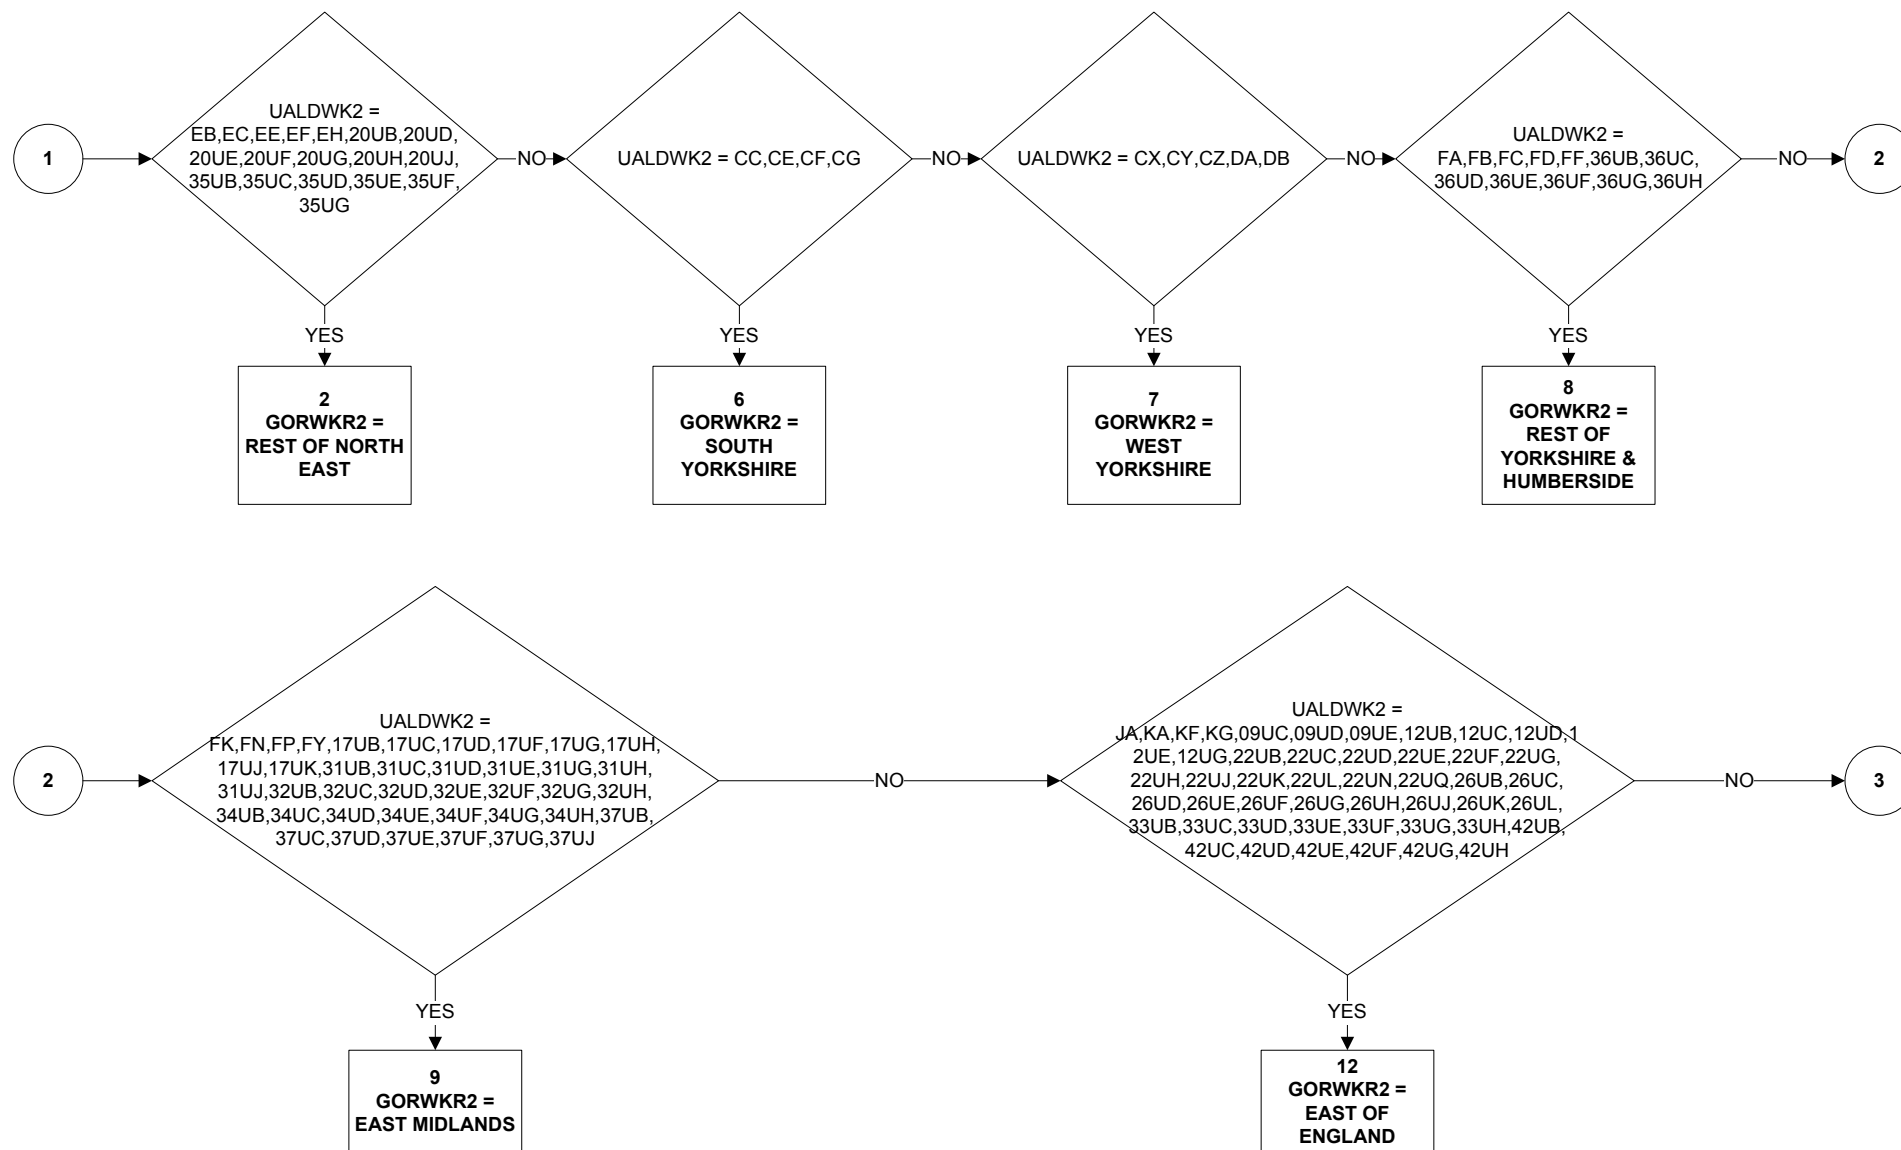 1
UALDWK2 =
EB,EC,EE,EF,EH,20UB,20UD,
20UE,20UF,20UG,20UH,20UJ,
35UB,35UC,35UD,35UE,35UF,
35UG
NO
UALDWK2 = CC,CE,CF,CG
NO
UALDWK2 = CX,CY,CZ,DA,DB
NO
UALDWK2 =
FA,FB,FC,FD,FF,36UB,36UC,
36UD,36UE,36UF,36UG,36UH
NO
2
YES
YES
YES
YES
2
GORWKR2 =
REST OF NORTH
EAST
6
GORWKR2 =
SOUTH
YORKSHIRE
7
GORWKR2 =
WEST
YORKSHIRE
8
GORWKR2 =
REST OF
YORKSHIRE &
HUMBERSIDE
2
UALDWK2 =
FK,FN,FP,FY,17UB,17UC,17UD,17UF,17UG,17UH,
17UJ,17UK,31UB,31UC,31UD,31UE,31UG,31UH,
31UJ,32UB,32UC,32UD,32UE,32UF,32UG,32UH,
34UB,34UC,34UD,34UE,34UF,34UG,34UH,37UB,
37UC,37UD,37UE,37UF,37UG,37UJ
NO
UALDWK2 =
JA,KA,KF,KG,09UC,09UD,09UE,12UB,12UC,12UD,1
2UE,12UG,22UB,22UC,22UD,22UE,22UF,22UG,
22UH,22UJ,22UK,22UL,22UN,22UQ,26UB,26UC,
26UD,26UE,26UF,26UG,26UH,26UJ,26UK,26UL,
33UB,33UC,33UD,33UE,33UF,33UG,33UH,42UB,
42UC,42UD,42UE,42UF,42UG,42UH
NO
3
YES
YES
9
GORWKR2 =
EAST MIDLANDS
12
GORWKR2 =
EAST OF
ENGLAND